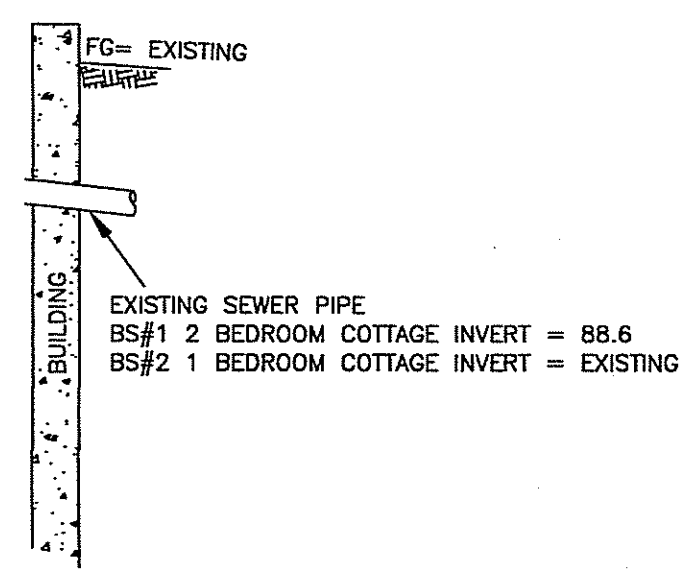 FG= EXISTING
BUILDING
EXISTING SEWER PIPE
BS#1 2 BEDROOM COTTAGE INVERT = 88.6
BS#2 1 BEDROOM COTTAGE INVERT = EXISTING